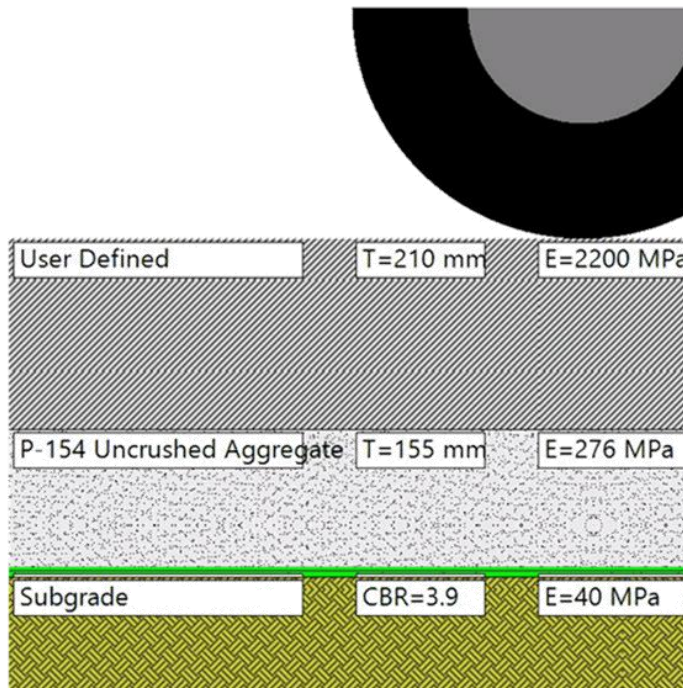 User Defined T=210 mm E=2200 MPa
P-154 Uncrushed Aggregate T=155 mm E=276 MPa
Subgrade CBR=3.9 E=40 MPa